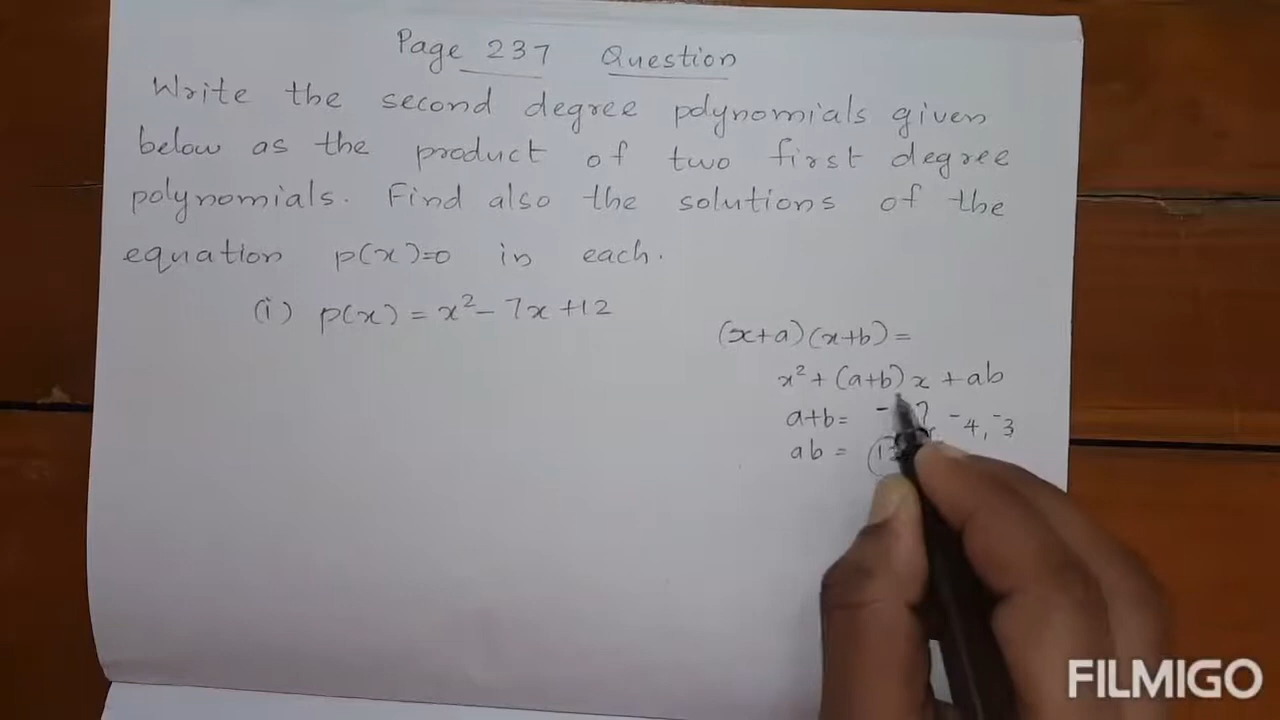 Page 237 Question
Write the second degree polynomials given
below as the product of two first degree
polynomials. Find also the solutions of the
equation p(x)=0 in each.
(i) p(x) = x² - 7x +12
(x+a)(x+b) =
x² + (a+b) x + ab
a+b= - 7 -4, -3
ab =
FILMIGO